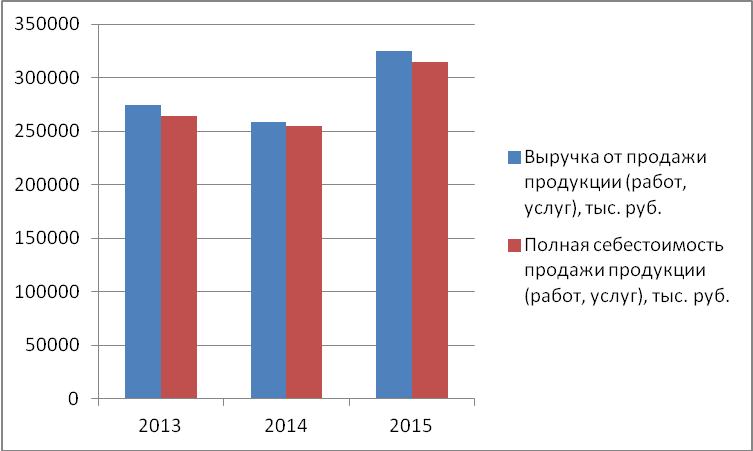 350000
300000
250000
200000
150000
100000
50000
0
2013
2014
2015
Выручка от продажи
продукции (работ,
услуг), тыс. руб.
Полная себестоимость
продажи продукции
(работ, услуг), тыс. руб.